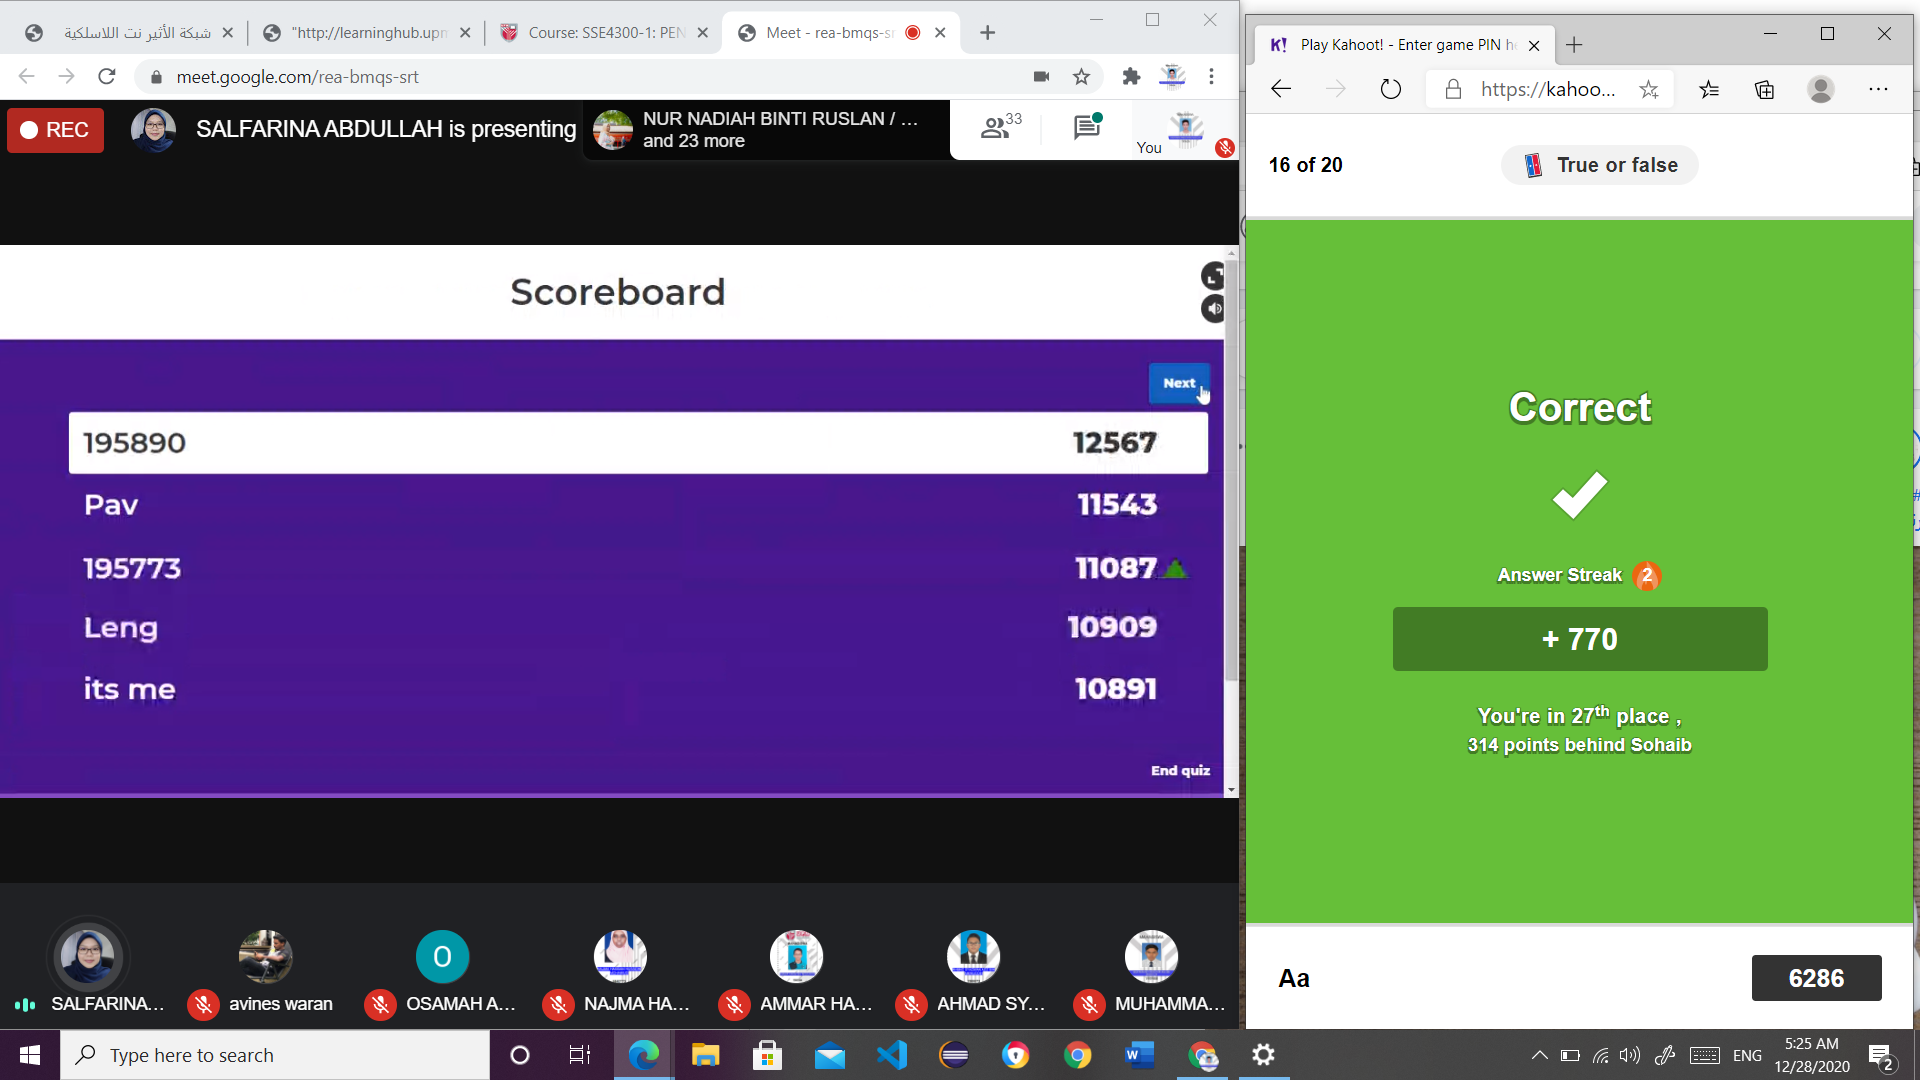 شبكة الأثير نت اللاسلكية
"http://learninghub.upn
Course: SSE4300-1: PEN
Meet - rea-bmqs-s
meet.google.com/rea-bmqs-srt
REC
SALFARINA ABDULLAH is presenting
NUR NADIAH BINTI RUSLAN / ...
and 23 more
33
You
Scoreboard
Next
195890 12567
Pav 11543
195773 11087
Leng 10909
its me 10891
End quiz
SALFARINA...
avines waran
O
OSAMAH A...
NAJMA HA...
AMMAR HA...
AHMAD SY...
MUHAMMA...
K! Play Kahoot! - Enter game PIN h
https://kahoo...
16 of 20
True or false
Correct
Answer Streak 2
+ 770
You're in 27th place ,
314 points behind Sohaib
Aa
6286
Type here to search
ENG
5:25 AM
12/28/2020
2